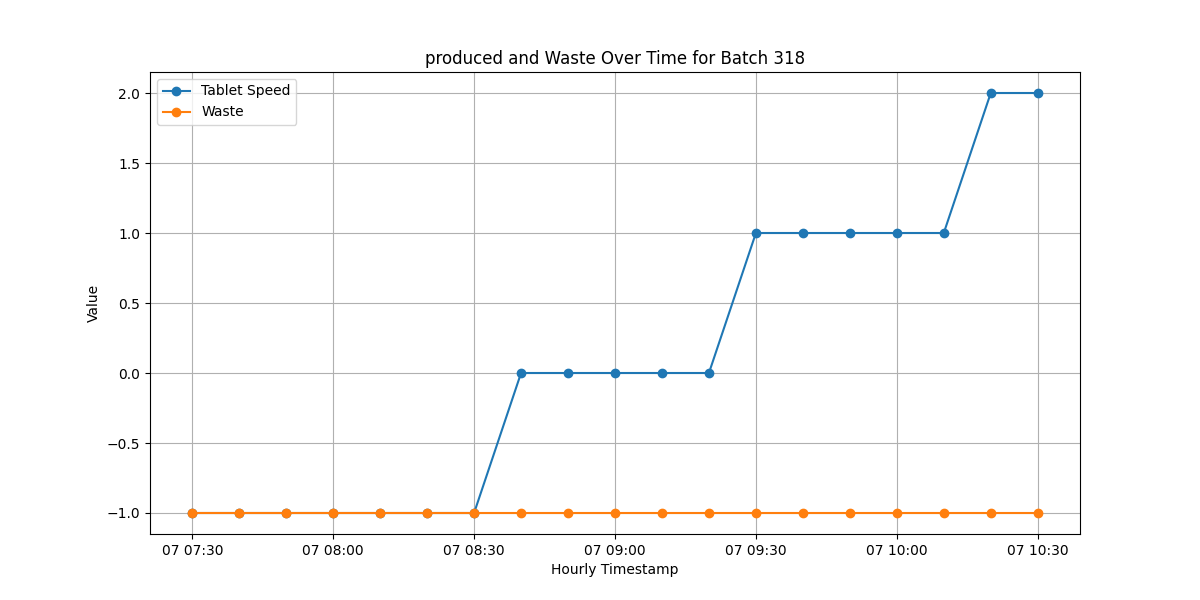 produced and Waste Over Time for Batch 318
Tablet Speed
Waste
2.0
1.5
1.0
0.5
0.0
−0.5
−1.0
Value
07 07:30 07 08:00 07 08:30 07 09:00 07 09:30 07 10:00 07 10:30
Hourly Timestamp